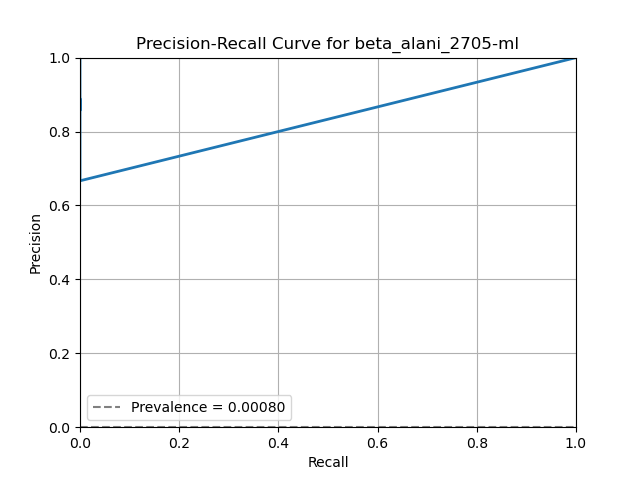 Precision-Recall Curve for beta_alani_2705-ml
1.0
0.8
0.6
0.4
0.2
0.0
Precision
Prevalence = 0.00080
0.0 0.2 0.4 0.6 0.8 1.0
Recall